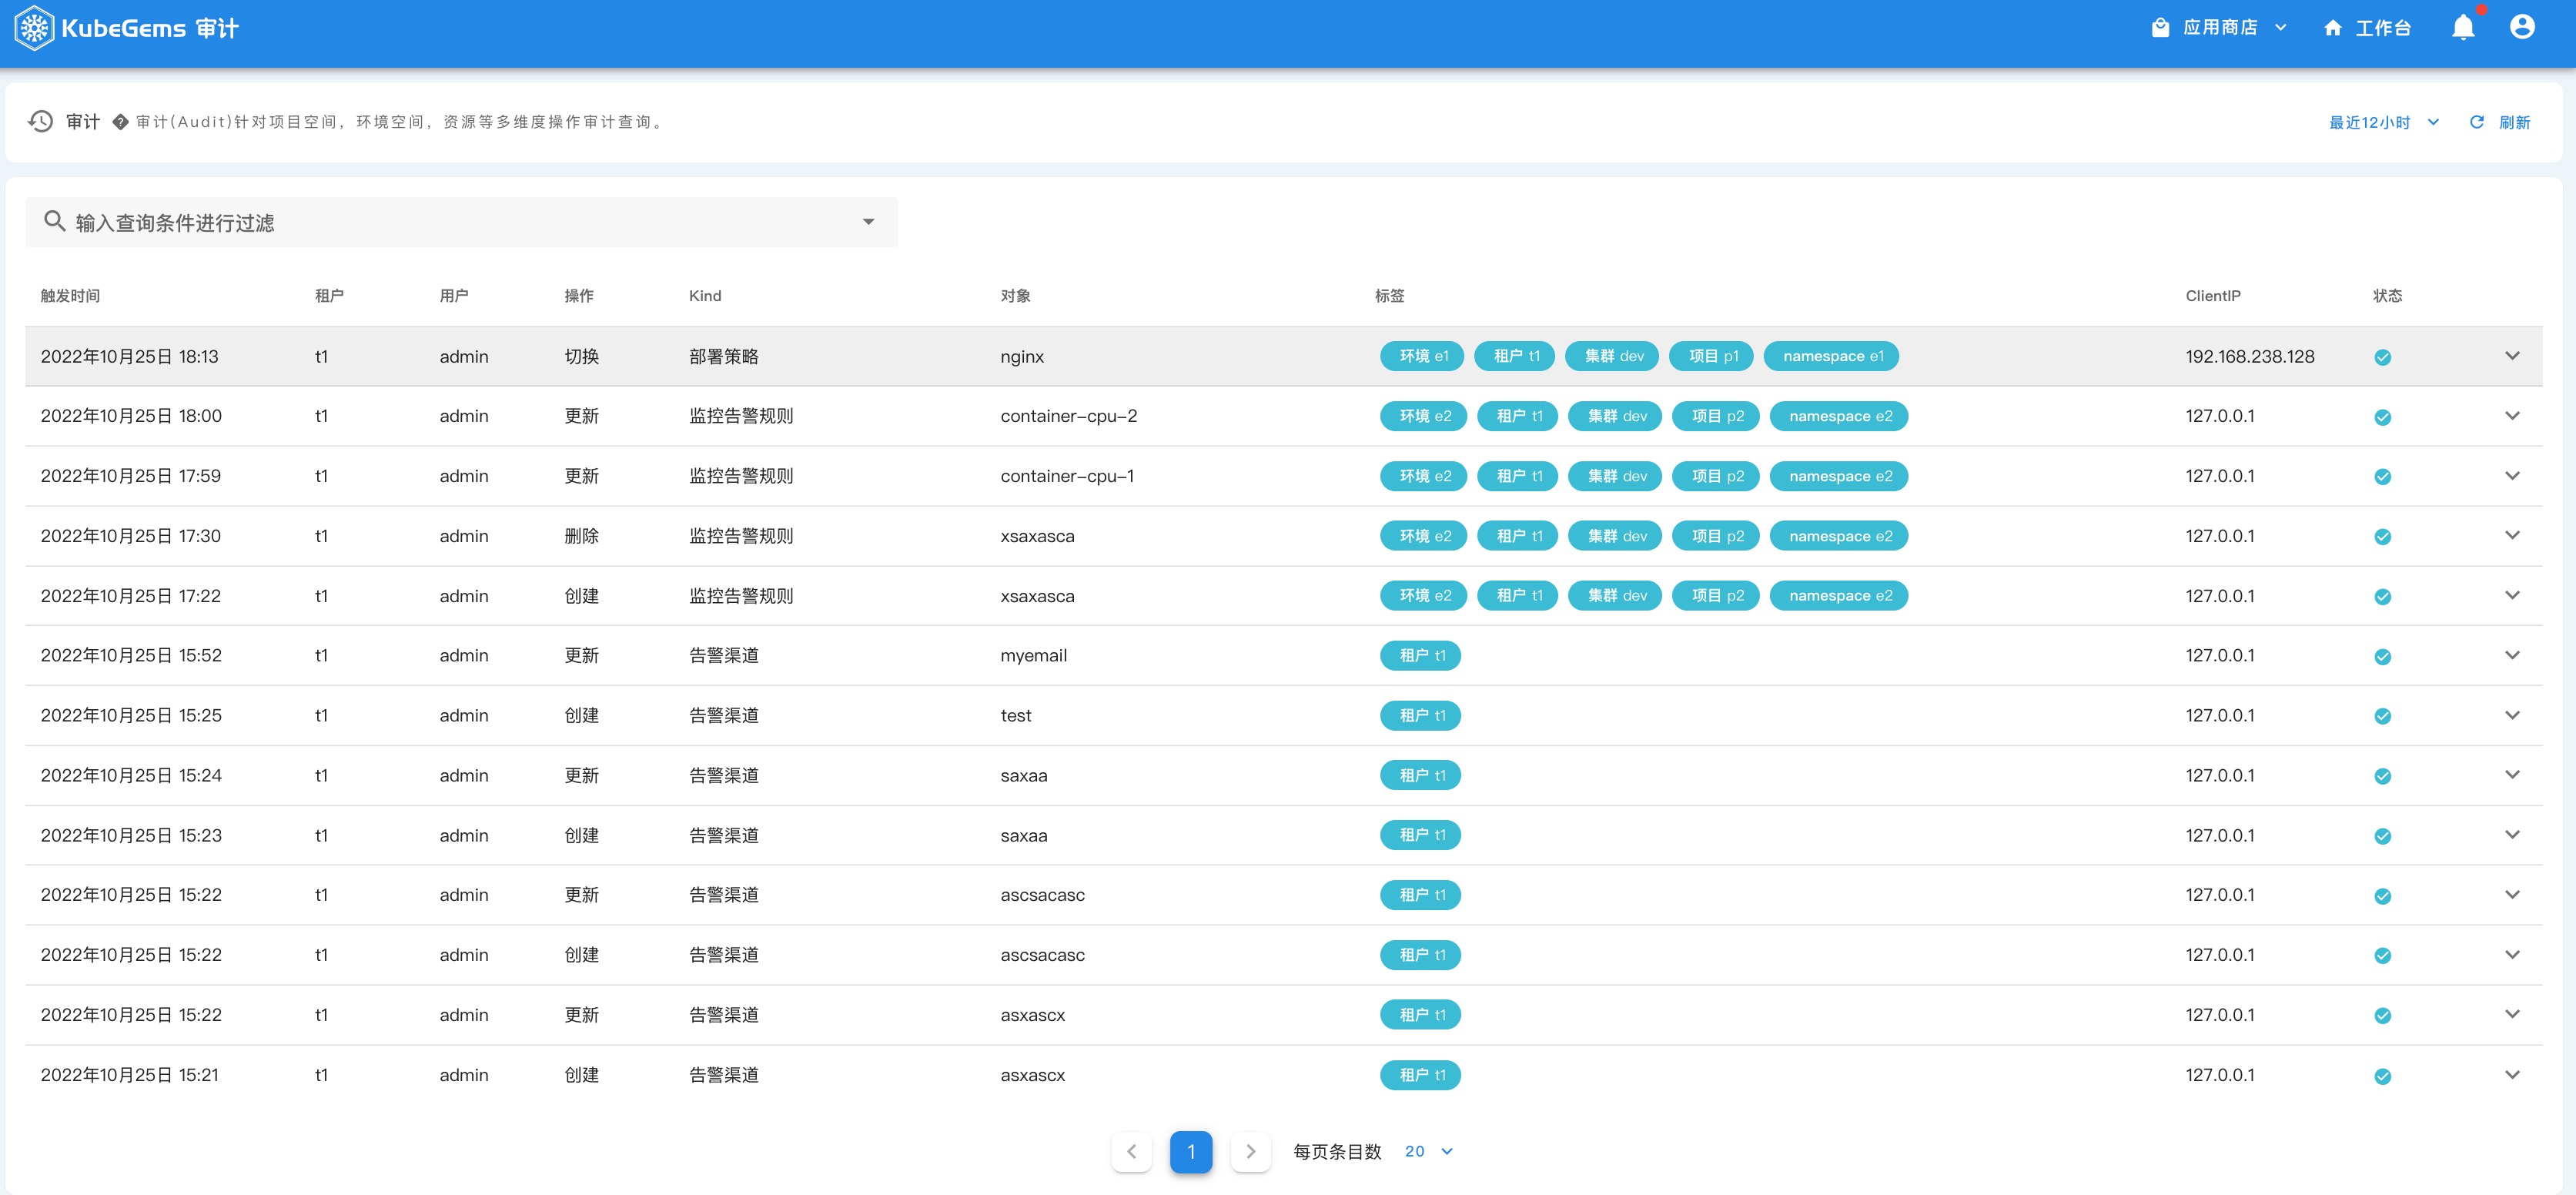 KubeGems 审计 应用商店 工作台
审计 审计(Audit)针对项目空间，环境空间，资源等多维度操作审计查询。 最近12小时 刷新
输入查询条件进行过滤
触发时间 租户 用户 操作 Kind 对象 标签 ClientIP 状态
2022年10月25日 18:13 t1 admin 切换 部署策略 nginx 环境 e1 租户 t1 集群 dev 项目 p1 namespace e1 192.168.238.128
2022年10月25日 18:00 t1 admin 更新 监控告警规则 container-cpu-2 环境 e2 租户 t1 集群 dev 项目 p2 namespace e2 127.0.0.1
2022年10月25日 17:59 t1 admin 更新 监控告警规则 container-cpu-1 环境 e2 租户 t1 集群 dev 项目 p2 namespace e2 127.0.0.1
2022年10月25日 17:30 t1 admin 删除 监控告警规则 xsaxasca 环境 e2 租户 t1 集群 dev 项目 p2 namespace e2 127.0.0.1
2022年10月25日 17:22 t1 admin 创建 监控告警规则 xsaxasca 环境 e2 租户 t1 集群 dev 项目 p2 namespace e2 127.0.0.1
2022年10月25日 15:52 t1 admin 更新 告警渠道 myemail 租户 t1 127.0.0.1
2022年10月25日 15:25 t1 admin 创建 告警渠道 test 租户 t1 127.0.0.1
2022年10月25日 15:24 t1 admin 更新 告警渠道 saxaa 租户 t1 127.0.0.1
2022年10月25日 15:23 t1 admin 创建 告警渠道 saxaa 租户 t1 127.0.0.1
2022年10月25日 15:22 t1 admin 更新 告警渠道 ascsacasc 租户 t1 127.0.0.1
2022年10月25日 15:22 t1 admin 创建 告警渠道 ascsacasc 租户 t1 127.0.0.1
2022年10月25日 15:22 t1 admin 更新 告警渠道 asxascx 租户 t1 127.0.0.1
2022年10月25日 15:21 t1 admin 创建 告警渠道 asxascx 租户 t1 127.0.0.1
1 每页条目数 20